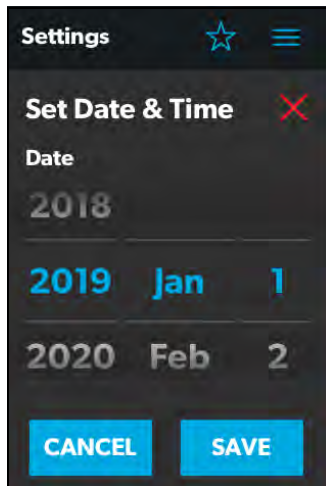 Settings
Set Date & Time
Date
2018
2019 Jan 1
2020 Feb 2
CANCEL SAVE